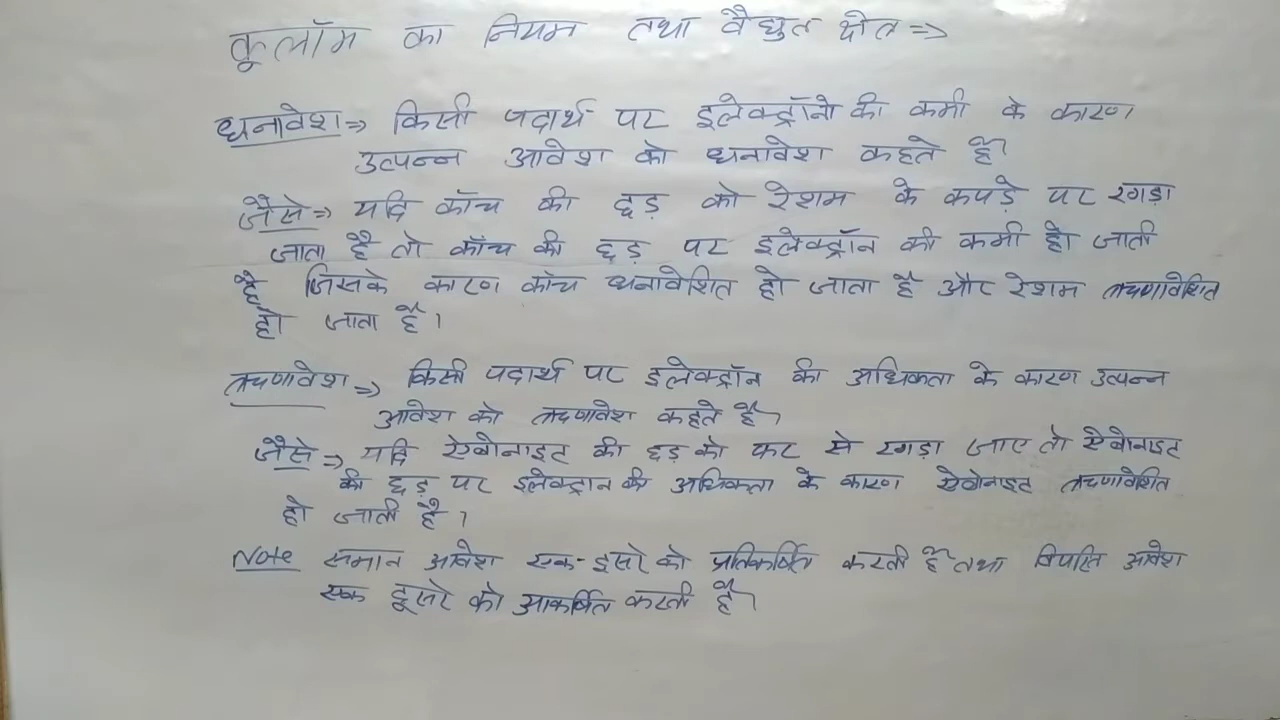 कूलॉम का नियम तथा वैद्युत क्षेत्र ⇒
धनावेश ⇒ किसी पदार्थ पर इलेक्ट्रॉनो की कमी के कारण
उत्पन्न आवेश को धनावेश कहते है।
जैसे ⇒ यदि कॉच की छड़ को रेशम के कपड़े पर रगड़ा
जाता है तो कॉच की छड़ पर इलेक्ट्रॉन की कमी हो जाती
है जिसके कारण कॉच धनावेशित हो जाता है और रेशम ऋणावेशित
हो जाता है।
ऋणावेश ⇒ किसी पदार्थ पर इलेक्ट्रॉन की अधिकता के कारण उत्पन्न
आवेश को ऋणावेश कहते है।
जैसे ⇒ यदि ऐबोनाइट की छड़ को फर से रगड़ा जाए तो ऐबोनाइट
की छड़ पर इलेक्ट्रान की अधिकता के कारण ऐबोनाइट ऋणावेशित
हो जाती है।
Note समान आवेश एक-दूसरे को प्रतिकर्षित करती है तथा विपरित आवेश
एक दूसरे को आकर्षित करती है।